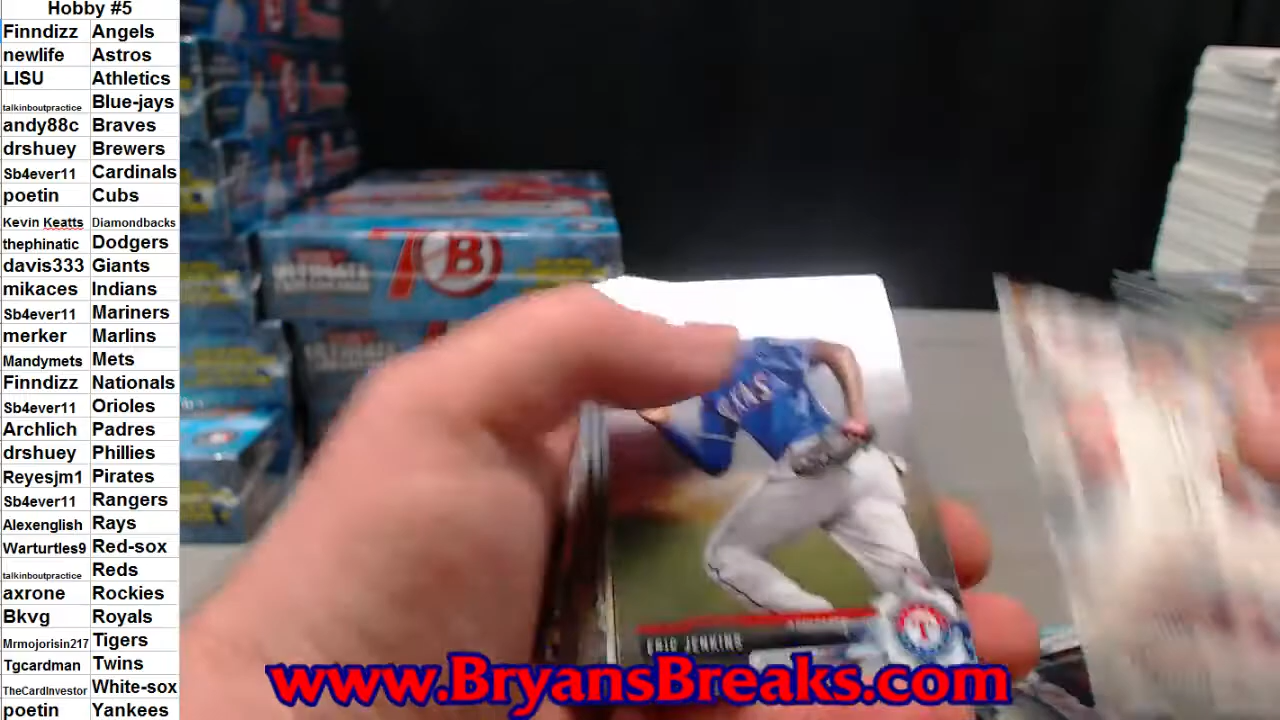 Hobby #5
Finndizz Angels
newlife Astros
LISU Athletics
talkinboutpractice Blue-jays
andy88c Braves
drshuey Brewers
Sb4ever11 Cardinals
poetin Cubs
Kevin Keatts Diamondbacks
thephinatic Dodgers
davis333 Giants
mikaces Indians
Sb4ever11 Mariners
merker Marlins
Mandymets Mets
Finndizz Nationals
Sb4ever11 Orioles
Archlich Padres
drshuey Phillies
Reyesjm1 Pirates
Sb4ever11 Rangers
Alexenglish Rays
Warturtles9 Red-sox
talkinboutpractice Reds
axrone Rockies
Bkvg Royals
Mrmojorisin217 Tigers
Tgcardman Twins
TheCardInvestor White-sox
poetin Yankees
70 B
ERIC JENKINS
T
www.BryansBreaks.com